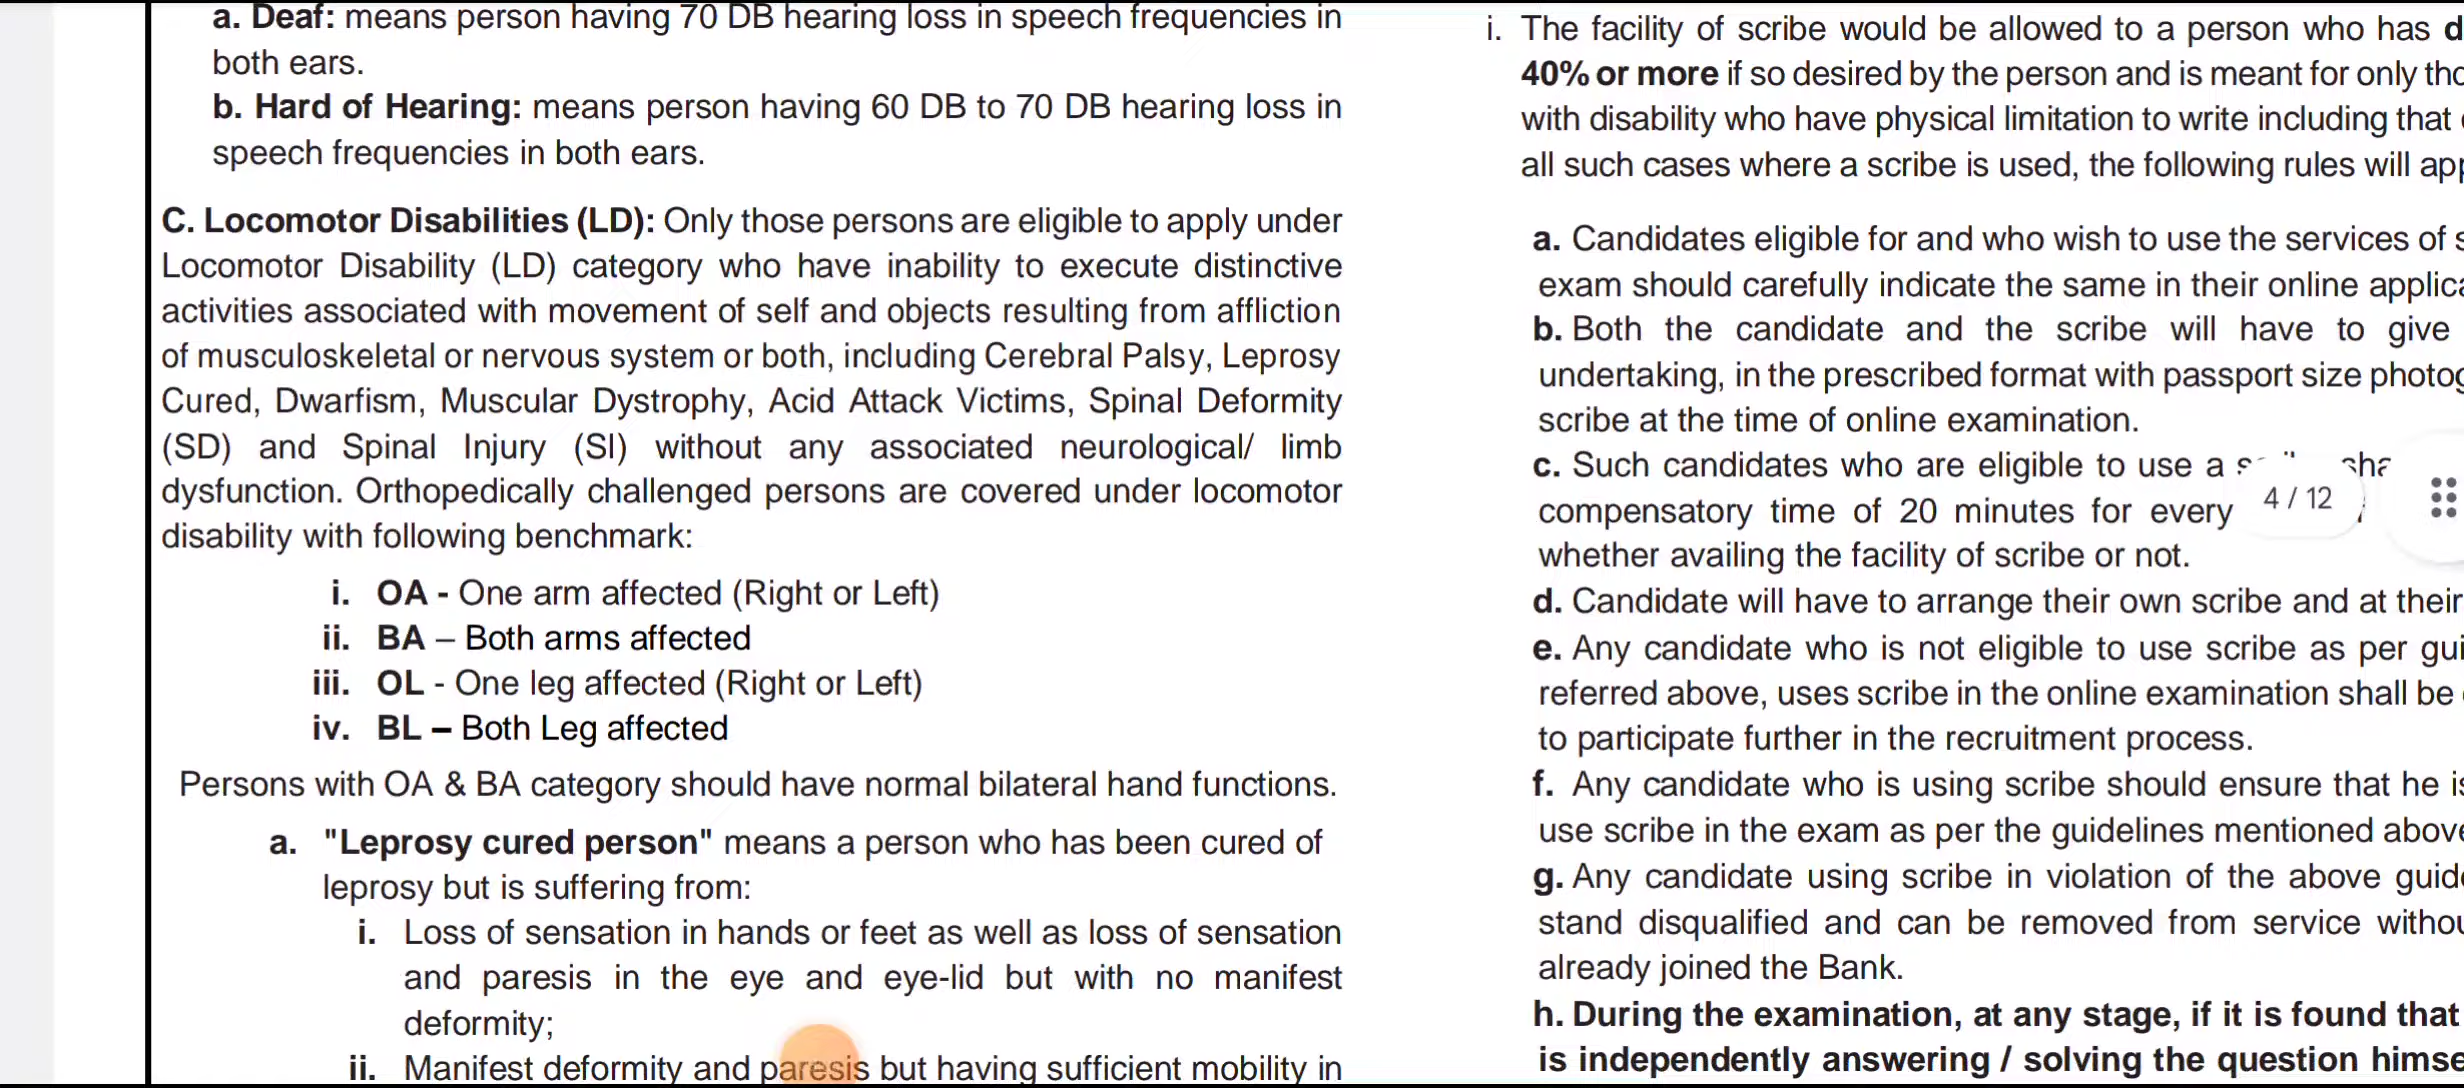 a. Deaf: means person having 70 DB hearing loss in speech frequencies in
both ears.
b. Hard of Hearing: means person having 60 DB to 70 DB hearing loss in
speech frequencies in both ears.
C. Locomotor Disabilities (LD): Only those persons are eligible to apply under
Locomotor Disability (LD) category who have inability to execute distinctive
activities associated with movement of self and objects resulting from affliction
of musculoskeletal or nervous system or both, including Cerebral Palsy, Leprosy
Cured, Dwarfism, Muscular Dystrophy, Acid Attack Victims, Spinal Deformity
(SD) and Spinal Injury (SI) without any associated neurological/ limb
dysfunction. Orthopedically challenged persons are covered under locomotor
disability with following benchmark:
i. OA - One arm affected (Right or Left)
ii. BA – Both arms affected
iii. OL - One leg affected (Right or Left)
iv. BL – Both Leg affected
Persons with OA & BA category should have normal bilateral hand functions.
a. "Leprosy cured person" means a person who has been cured of
leprosy but is suffering from:
i. Loss of sensation in hands or feet as well as loss of sensation
and paresis in the eye and eye-lid but with no manifest
deformity;
ii. Manifest deformity and paresis but having sufficient mobility in
i. The facility of scribe would be allowed to a person who has
40% or more if so desired by the person and is meant for only
with disability who have physical limitation to write including that
all such cases where a scribe is used, the following rules will
a. Candidates eligible for and who wish to use the services of
exam should carefully indicate the same in their online
b. Both the candidate and the scribe will have to give
undertaking, in the prescribed format with passport size
scribe at the time of online examination.
c. Such candidates who are eligible to use a
compensatory time of 20 minutes for every
whether availing the facility of scribe or not.
d. Candidate will have to arrange their own scribe and at their
e. Any candidate who is not eligible to use scribe as per
referred above, uses scribe in the online examination shall be
to participate further in the recruitment process.
f. Any candidate who is using scribe should ensure that he
use scribe in the exam as per the guidelines mentioned
g. Any candidate using scribe in violation of the above
stand disqualified and can be removed from service
already joined the Bank.
h. During the examination, at any stage, if it is found that
is independently answering / solving the question
4 / 12